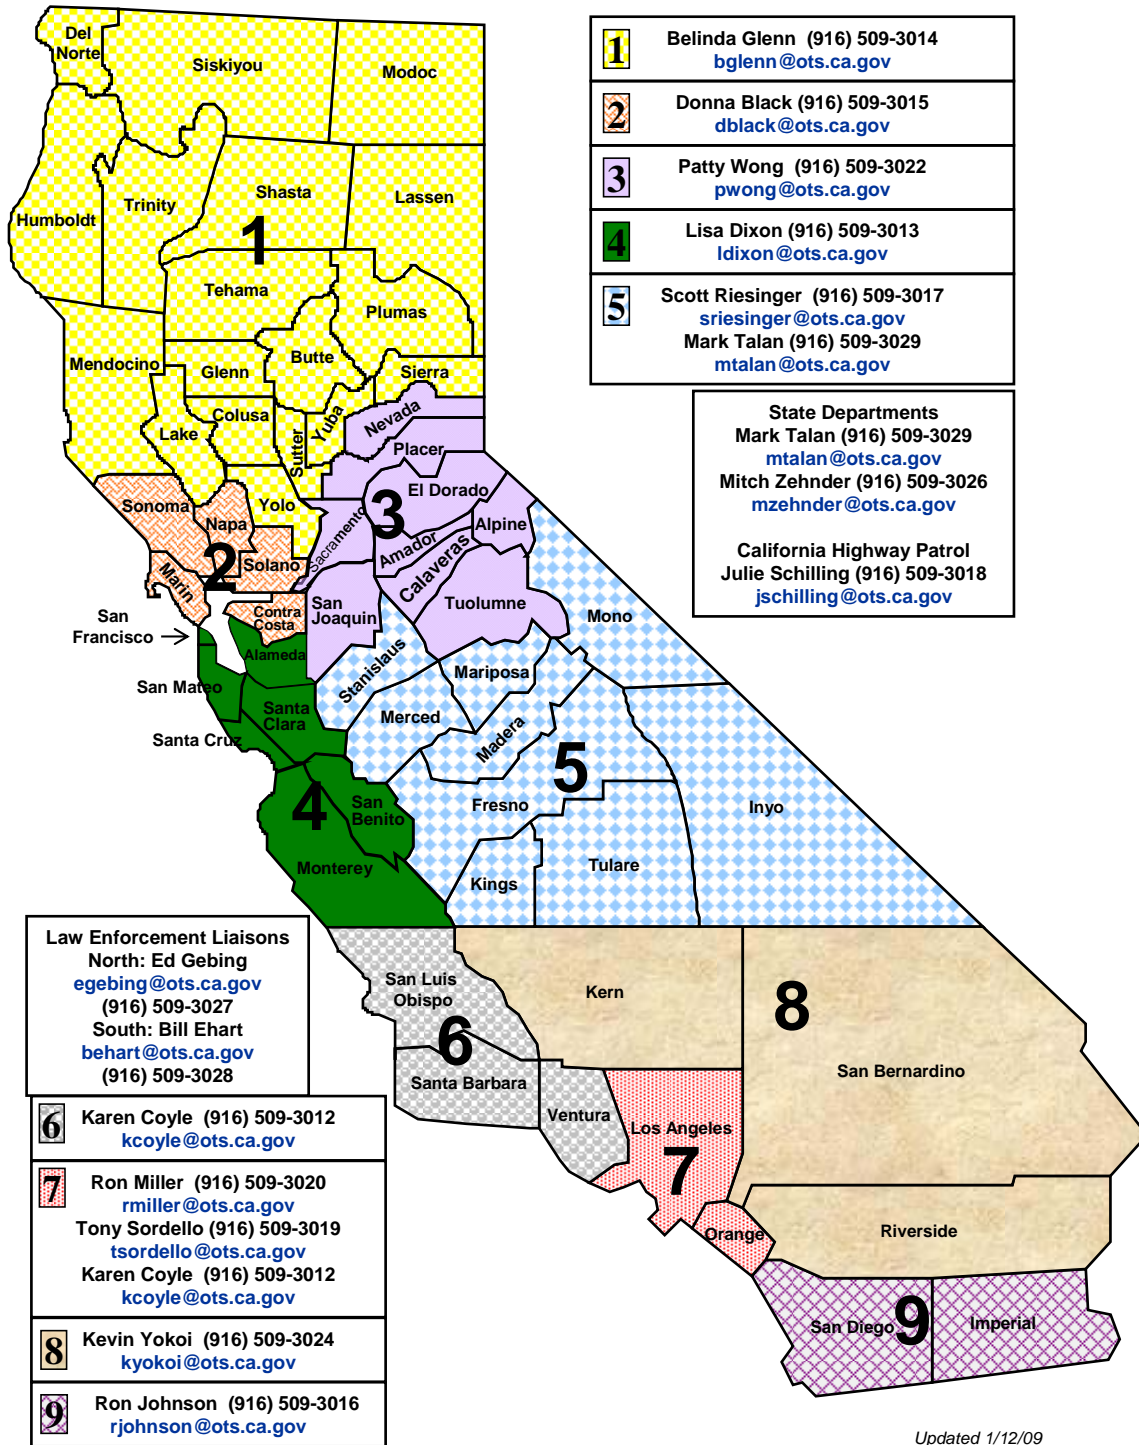 Del
Norte
Siskiyou
Modoc
Humboldt
Trinity
Shasta
Lassen
1
Tehama
Plumas
Mendocino
Glenn
Butte
Sierra
Lake
Colusa
Sutter
Yuba
Nevada
Placer
Yolo
El Dorado
3
Sonoma
Napa
Sacramento
Amador
Alpine
2
Solano
Calaveras
Marin
Contra
Costa
San
Joaquin
Tuolumne
Mono
San
Francisco
Alameda
Stanislaus
Mariposa
San Mateo
Santa
Clara
Merced
Madera
Santa Cruz
5
4
San
Benito
Fresno
Inyo
Monterey
Kings
Tulare
San Luis
Obispo
Kern
8
6
San Bernardino
Santa Barbara
Ventura
Los Angeles
7
Orange
Riverside
San Diego
9
Imperial
1
Belinda Glenn (916) 509-3014
bglenn@ots.ca.gov
2
Donna Black (916) 509-3015
dblack@ots.ca.gov
3
Patty Wong (916) 509-3022
pwong@ots.ca.gov
4
Lisa Dixon (916) 509-3013
ldixon@ots.ca.gov
5
Scott Riesinger (916) 509-3017
sriesinger@ots.ca.gov
Mark Talan (916) 509-3029
mtalan@ots.ca.gov
State Departments
Mark Talan (916) 509-3029
mtalan@ots.ca.gov
Mitch Zehnder (916) 509-3026
mzehnder@ots.ca.gov
California Highway Patrol
Julie Schilling (916) 509-3018
jschilling@ots.ca.gov
Law Enforcement Liaisons
North: Ed Gebing
egebing@ots.ca.gov
(916) 509-3027
South: Bill Ehart
behart@ots.ca.gov
(916) 509-3028
6
Karen Coyle (916) 509-3012
kcoyle@ots.ca.gov
7
Ron Miller (916) 509-3020
rmiller@ots.ca.gov
Tony Sordello (916) 509-3019
tsordello@ots.ca.gov
Karen Coyle (916) 509-3012
kcoyle@ots.ca.gov
8
Kevin Yokoi (916) 509-3024
kyokoi@ots.ca.gov
9
Ron Johnson (916) 509-3016
rjohnson@ots.ca.gov
Updated 1/12/09